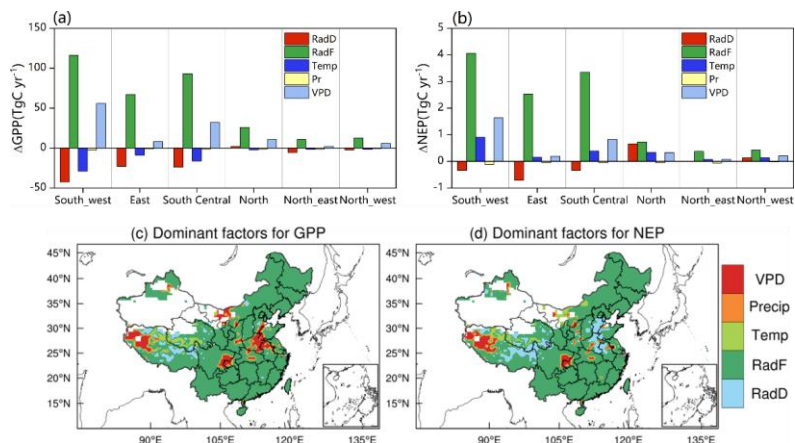 (a)
ΔGPP(TgC yr⁻¹)
150
100
50
0
-50
RadD
RadF
Temp
Pr
VPD
South_west East South Central North North_east North_west
(b)
ΔNEP(TgC yr⁻¹)
5
4
3
2
1
0
1
RadD
RadF
Temp
Pr
VPD
South_west East South Central North North_east North_west
(c) Dominant factors for GPP
45°N
40°N
35°N
30°N
25°N
20°N
15°N
90°E 105°E 120°E 135°E
(d) Dominant factors for NEP
45°N
40°N
35°N
30°N
25°N
20°N
15°N
90°E 105°E 120°E 135°E
VPD
Precip
Temp
RadF
RadD